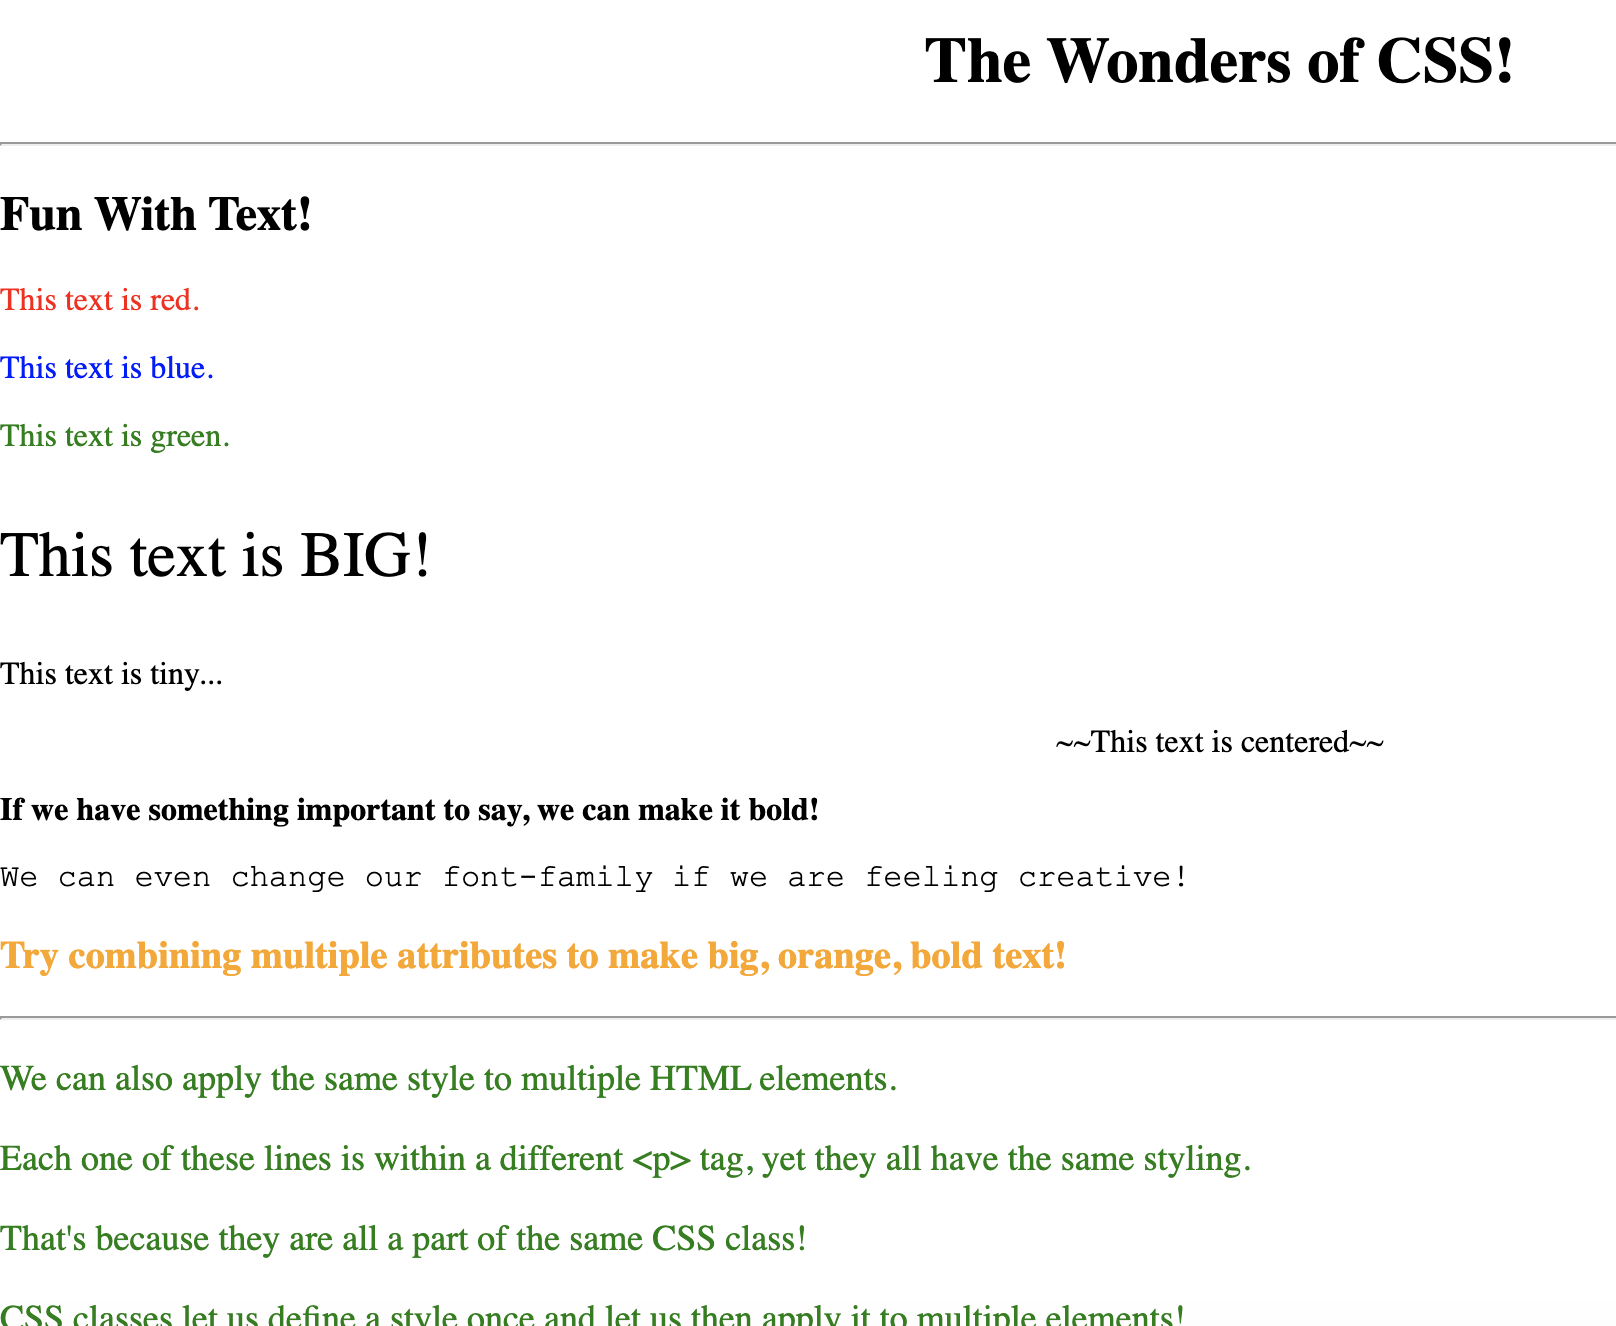 The Wonders of CSS!
Fun With Text!
This text is red.
This text is blue.
This text is green.
This text is BIG!
This text is tiny...
~~This text is centered~~
If we have something important to say, we can make it bold!
We can even change our font-family if we are feeling creative!
Try combining multiple attributes to make big, orange, bold text!
We can also apply the same style to multiple HTML elements.
Each one of these lines is within a different <p> tag, yet they all have the same styling.
That's because they are all a part of the same CSS class!
CSS classes let us define a style once and let us then apply it to multiple elements!